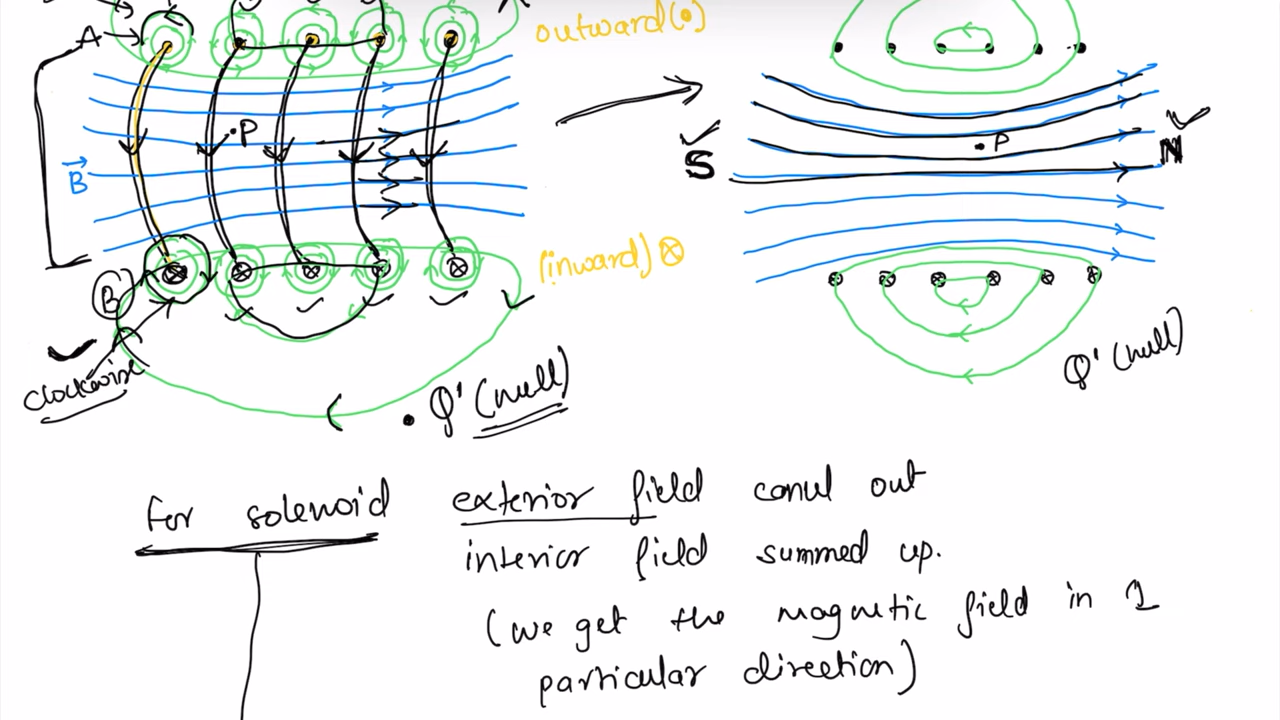 A
outward(•)
P
B
(inward) ⊗
B
clockwise
Q' (null)
S
N
P
Q' (null)
For solenoid
exterior field canul out
interior field summed up.
(we get the magnetic field in 1
particular direction)